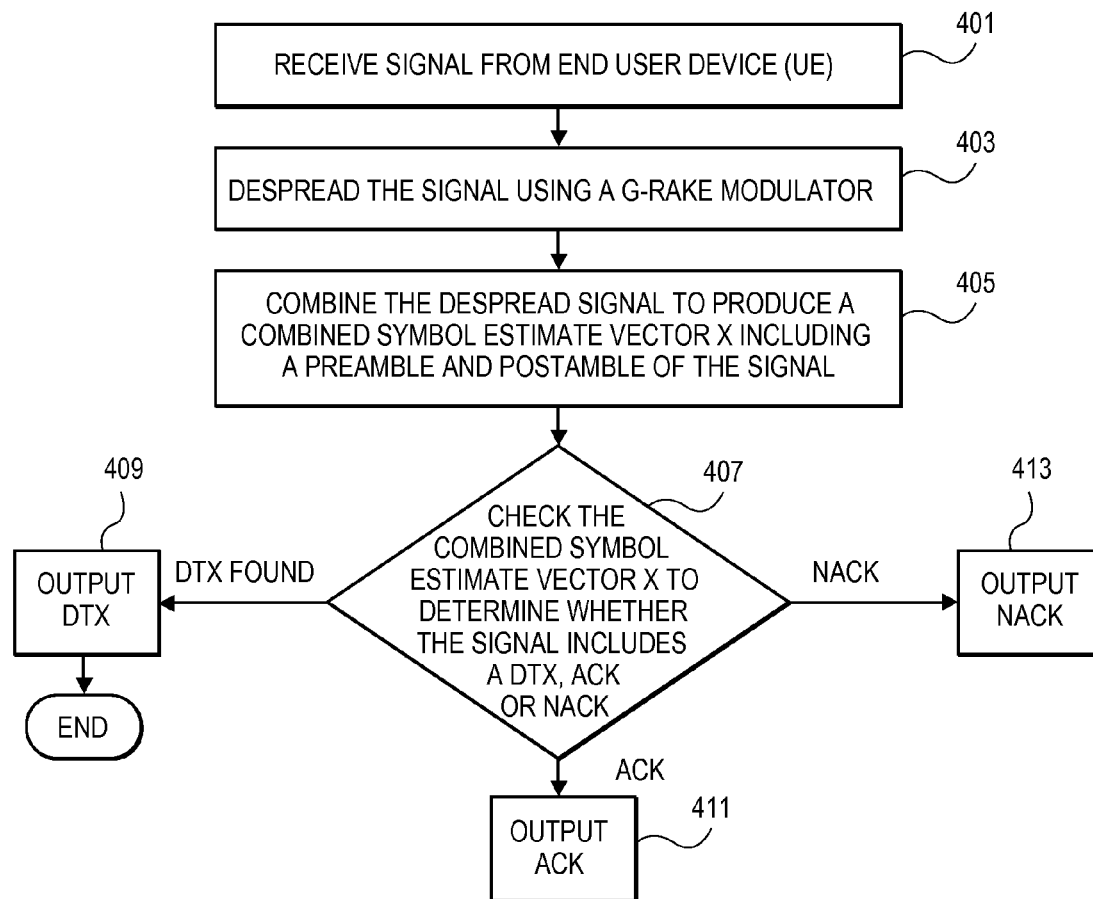 401
RECEIVE SIGNAL FROM END USER DEVICE (UE)
403
DESPREAD THE SIGNAL USING A G-RAKE MODULATOR
405
COMBINE THE DESPREAD SIGNAL TO PRODUCE A
COMBINED SYMBOL ESTIMATE VECTOR X INCLUDING
A PREAMBLE AND POSTAMBLE OF THE SIGNAL
407
CHECK THE
COMBINED SYMBOL
ESTIMATE VECTOR X TO
DETERMINE WHETHER
THE SIGNAL INCLUDES
A DTX, ACK
OR NACK
409
DTX FOUND
OUTPUT
DTX
END
413
NACK
OUTPUT
NACK
ACK
411
OUTPUT
ACK